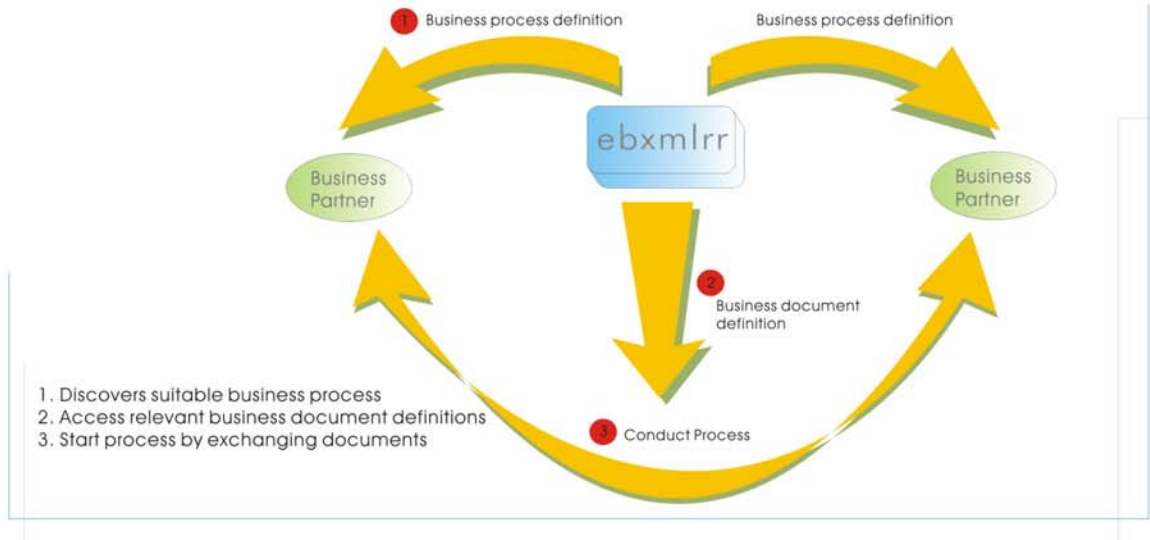 1 Business process definition
Business process definition
ebxmlrr
Business
Partner
Business
Partner
2
Business document
definition
1. Discovers suitable business process
2. Access relevant business document definitions
3. Start process by exchanging documents
3 Conduct Process